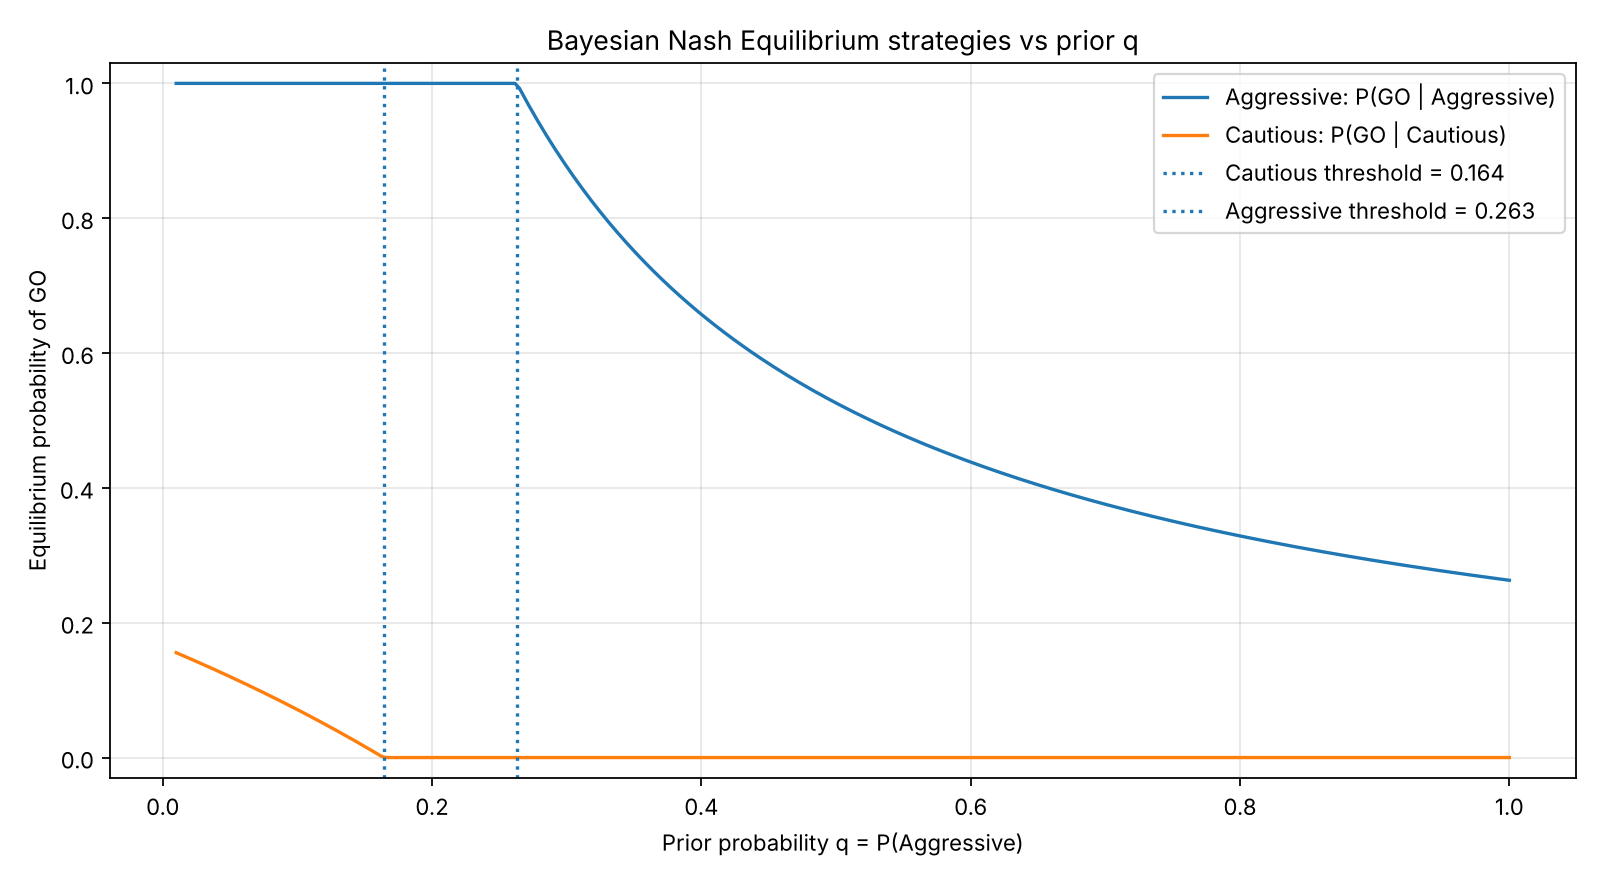 Bayesian Nash Equilibrium strategies vs prior q
Aggressive: P(GO | Aggressive)
Cautious: P(GO | Cautious)
Cautious threshold = 0.164
Aggressive threshold = 0.263
Equilibrium probability of GO
1.0
0.8
0.6
0.4
0.2
0.0
0.0 0.2 0.4 0.6 0.8 1.0
Prior probability q = P(Aggressive)